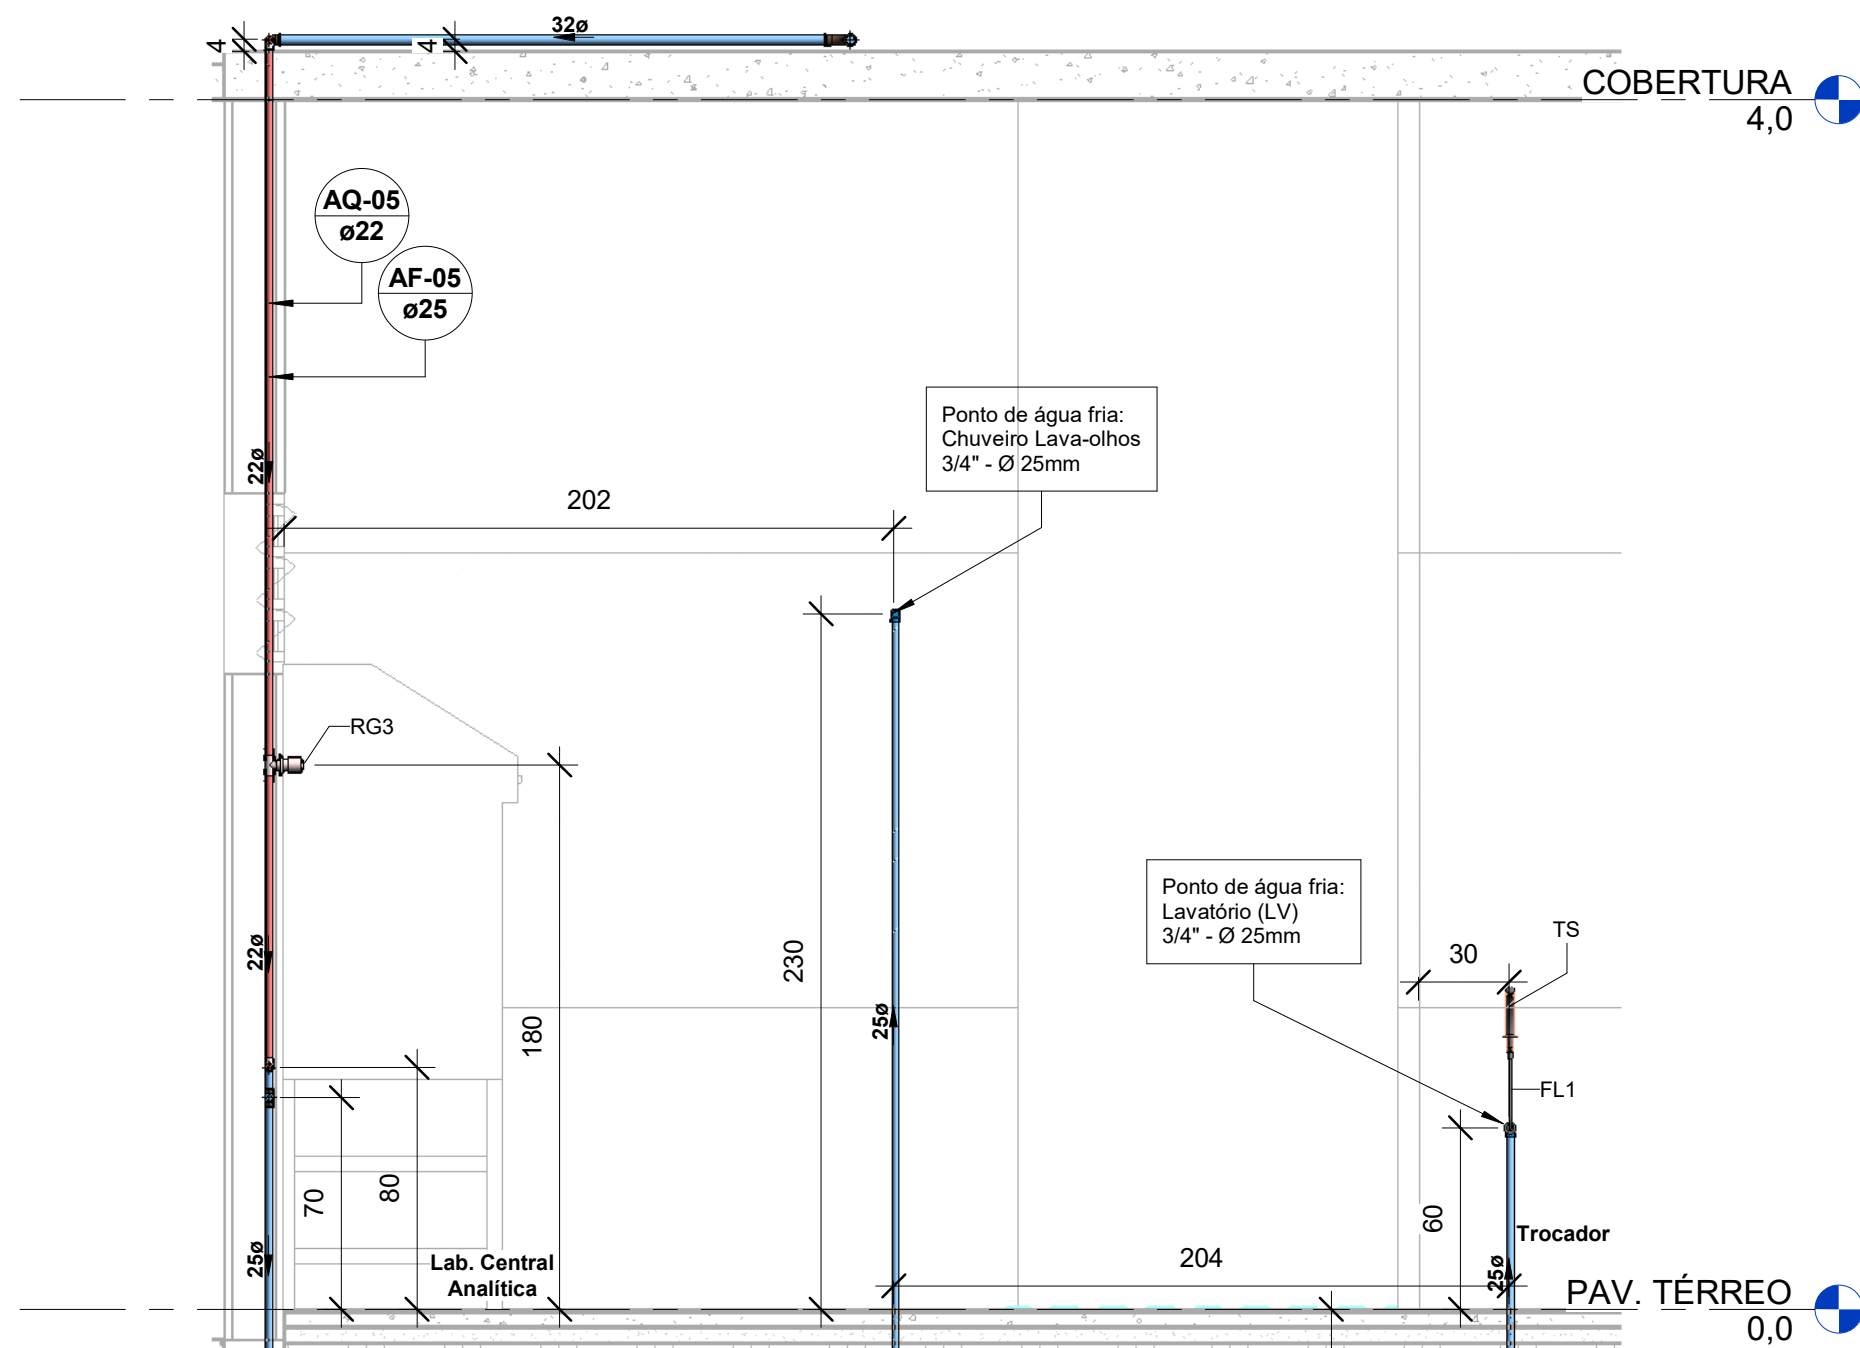 32ø
4
4
COBERTURA
4,0
AQ-05
ø22
AF-05
ø25
Ponto de água fria:
Chuveiro Lava-olhos
3/4" - Ø 25mm
22ø
202
RG3
Ponto de água fria:
Lavatório (LV)
3/4" - Ø 25mm
TS
30
22ø
230
180
25ø
FL1
70
80
60
Trocador
25ø
Lab. Central
Analítica
204
25ø
PAV. TÉRREO
0,0